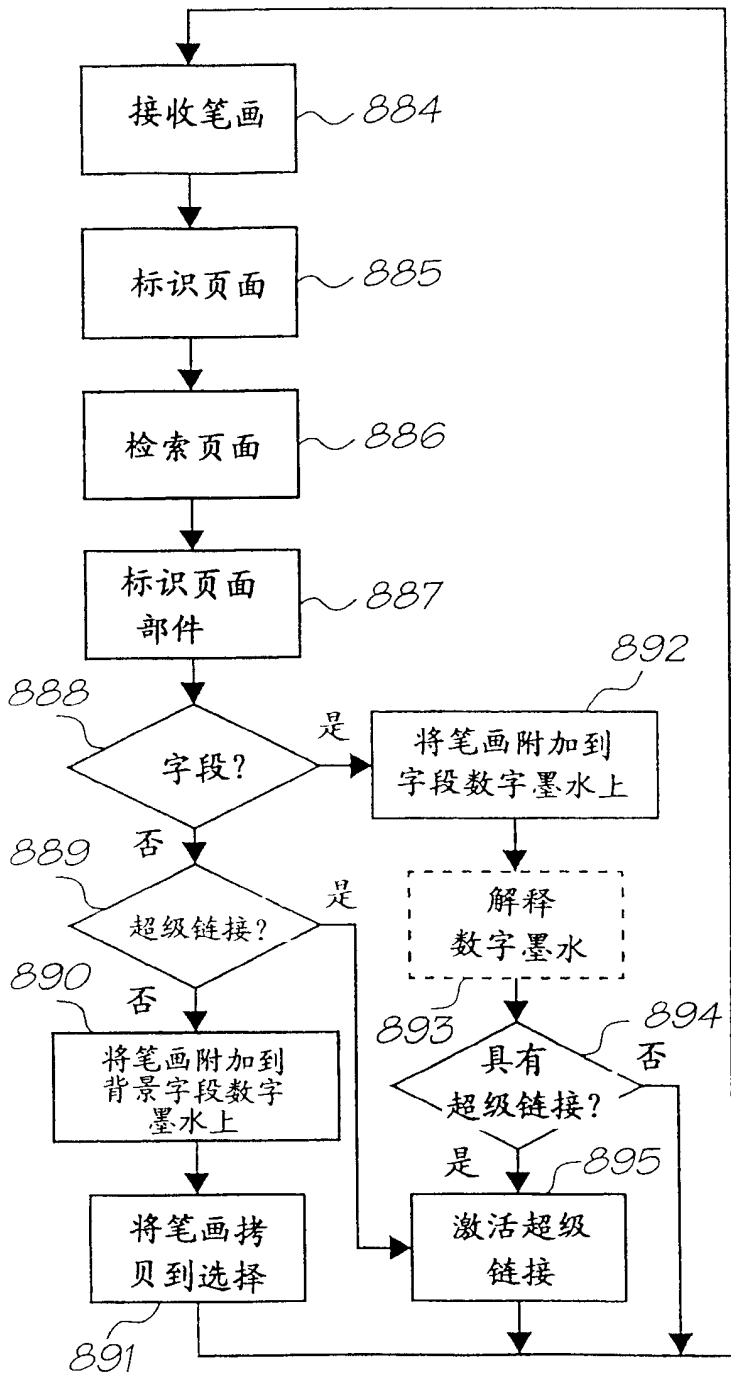 接收笔画
884
标识页面
885
检索页面
886
标识页面
部件
887
888
字段？
是
892
将笔画附加到
字段数字墨水上
否
889
超级链接？
是
解释
数字墨水
893
890
否
将笔画附加到
背景字段数字
墨水上
894
具有
超级链接？
否
是
895
将笔画拷
贝到选择
891
激活超级
链接